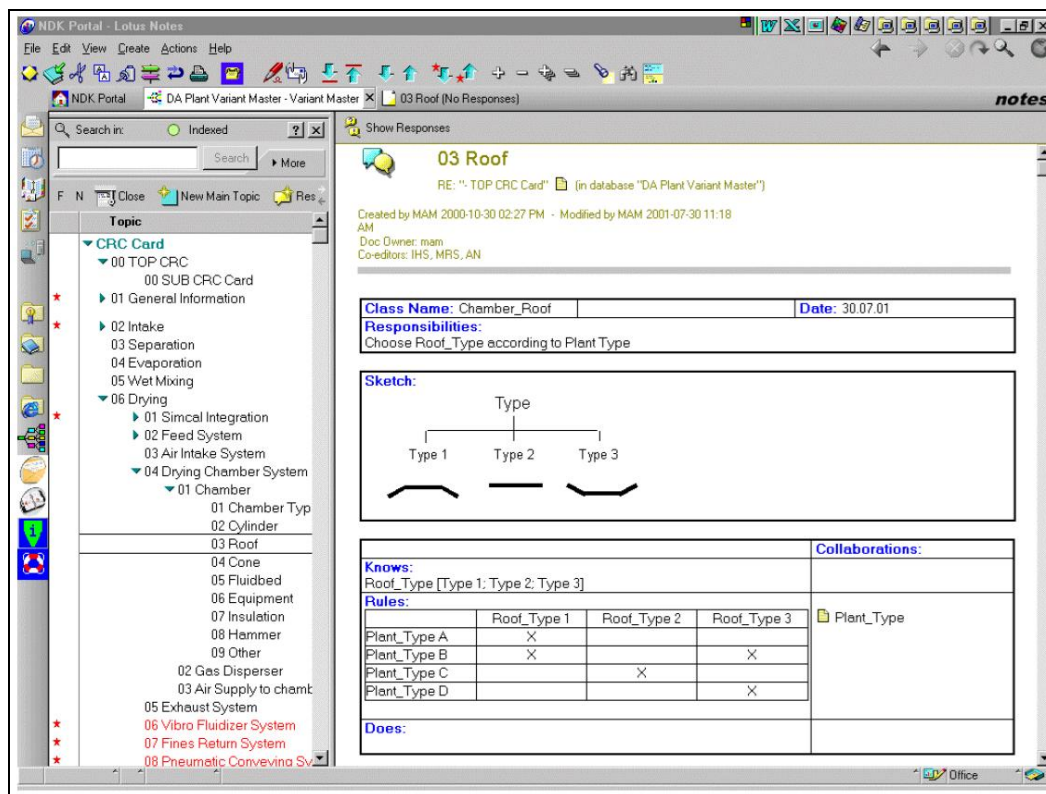 NDK Portal - Lotus Notes
File Edit View Create Actions Help
NDK Portal DA Plant Variant Master - Variant Master 03 Roof (No Responses) notes
Search in: Indexed ? x
Search More
F N Close New Main Topic Res
Topic
CRC Card
00 TOP CRC
00 SUB CRC Card
01 General Information
02 Intake
03 Separation
04 Evaporation
05 Wet Mixing
06 Drying
01 Simcal Integration
02 Feed System
03 Air Intake System
04 Drying Chamber System
01 Chamber
01 Chamber Typ
02 Cylinder
03 Roof
04 Cone
05 Fluidbed
06 Equipment
07 Insulation
08 Hammer
09 Other
02 Gas Disperser
03 Air Supply to chamb
05 Exhaust System
06 Vibro Fluidizer System
07 Fines Return System
08 Pneumatic Conveying Sy
Show Responses
03 Roof
RE: "- TOP CRC Card" (in database "DA Plant Variant Master")
Created by MAM 2000-10-30 02:27 PM - Modified by MAM 2001-07-30 11:18
AM
Doc Owner: mam
Co-editors: IHS, MRS, AN
Class Name: Chamber_Roof Date: 30.07.01
Responsibilities:
Choose Roof_Type according to Plant Type
Sketch:
Type
Type 1 Type 2 Type 3
Collaborations:
Knows:
Roof_Type [Type 1; Type 2; Type 3]
Rules:
Roof_Type 1 Roof_Type 2 Roof_Type 3 Plant_Type
Plant_Type A X
Plant_Type B X X
Plant_Type C X
Plant_Type D X
Does:
Office